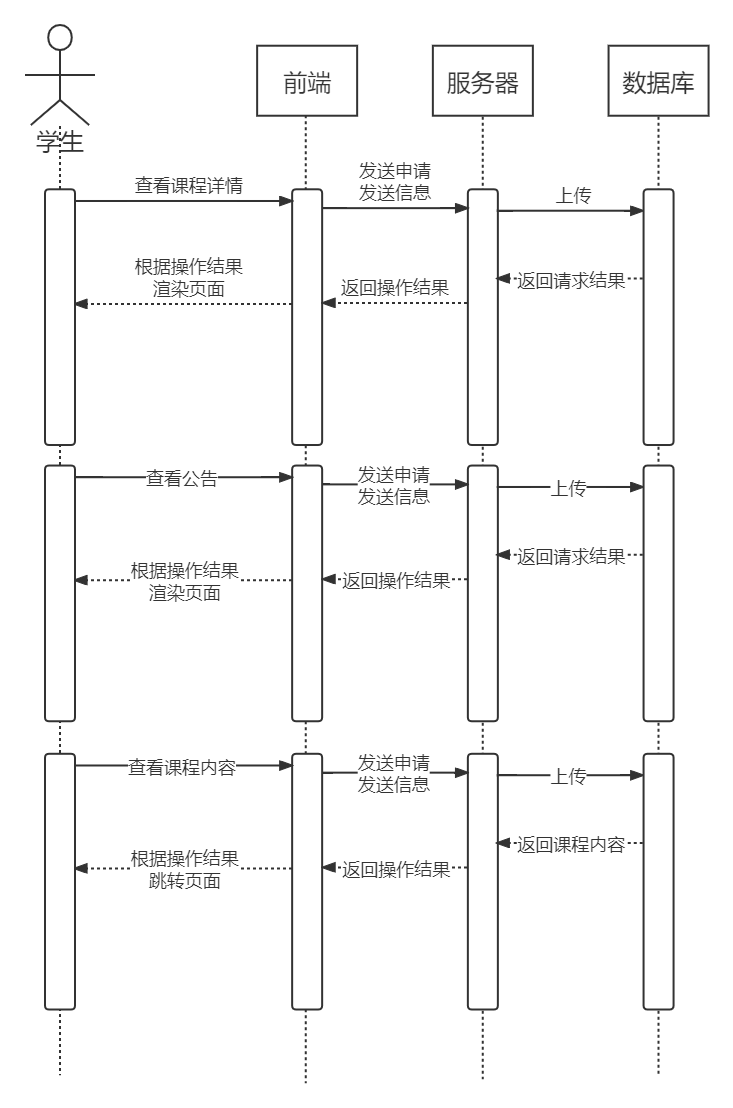 学生
前端
服务器
数据库
查看课程详情
发送申请
发送信息
上传
返回请求结果
返回操作结果
根据操作结果
渲染页面
查看公告
发送申请
发送信息
上传
返回请求结果
返回操作结果
根据操作结果
渲染页面
查看课程内容
发送申请
发送信息
上传
返回课程内容
返回操作结果
根据操作结果
跳转页面